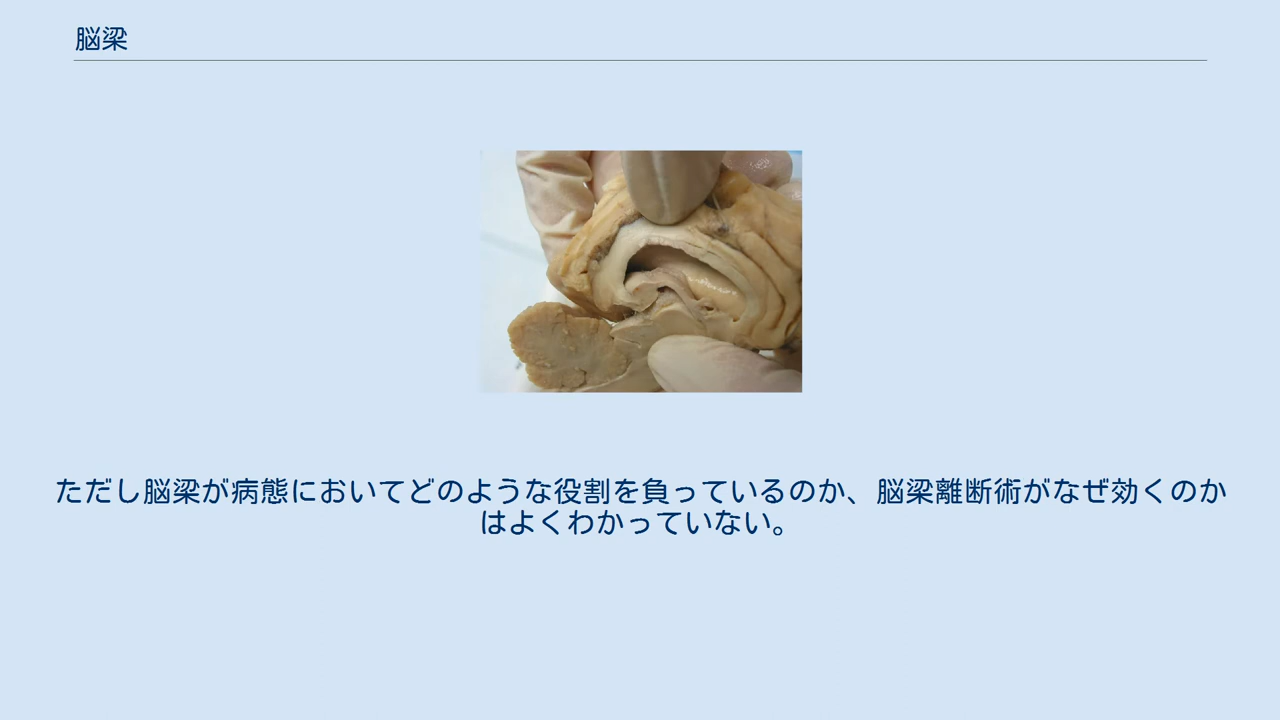 脳梁
ただし脳梁が病態においてどのような役割を負っているのか、脳梁離断術がなぜ効くのか
はよくわかっていない。